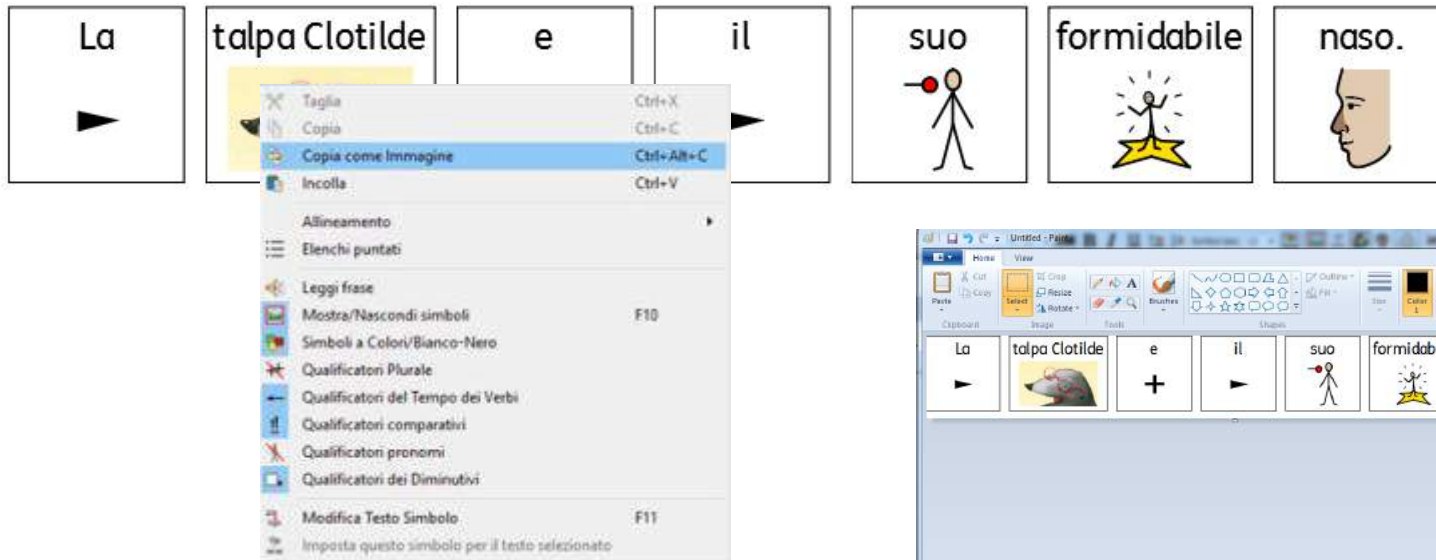 La talpa Clotilde e il suo formidabile naso.
Taglia Ctrl+X
Copia Ctrl+C
Copia come Immagine Ctrl+Alt+C
Incolla Ctrl+V
Allineamento
Elenchi puntati
Leggi frase
Mostra/Nascondi simboli F10
Simboli a Colori/Bianco-Nero
Qualificatori Plurale
Qualificatori del Tempo dei Verbi
Qualificatori comparativi
Qualificatori pronomi
Qualificatori dei Diminutivi
Modifica Testo Simbolo F11
Imposta questo simbolo per il testo selezionato
Untitled - Paint
Home View
Paste
Cut
Copy
Select
Crop
Resize
Rotate
A
Brushes
Outline
Fill
Size
Color
1
Clipboard Image Tools Shapes
La talpa Clotilde e il suo formidab